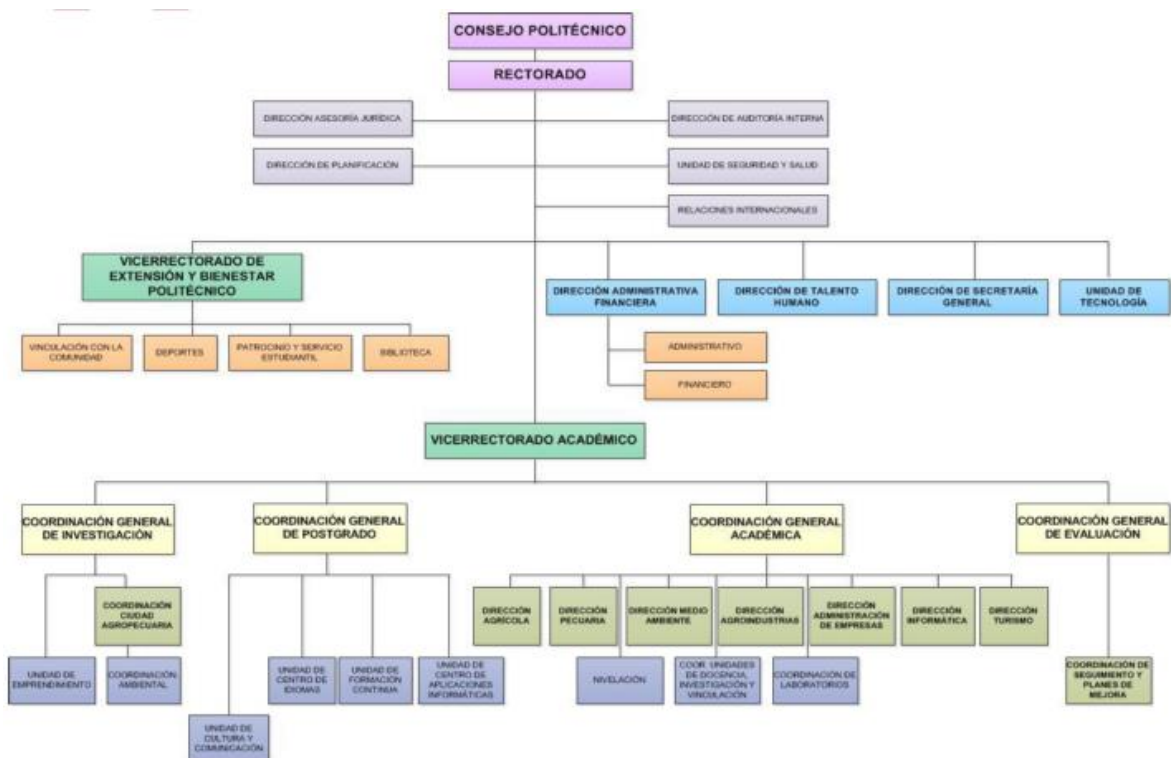 CONSEJO POLITÉCNICO
RECTORADO
DIRECCIÓN ASESORÍA JURÍDICA
DIRECCIÓN DE AUDITORÍA INTERNA
DIRECCIÓN DE PLANIFICACIÓN
UNIDAD DE SEGURIDAD Y SALUD
RELACIONES INTERNACIONALES
VICERRECTORADO DE
EXTENSIÓN Y BIENESTAR
POLITÉCNICO
DIRECCIÓN ADMINISTRATIVA
FINANCIERA
DIRECCIÓN DE TALENTO
HUMANO
DIRECCIÓN DE SECRETARÍA
GENERAL
UNIDAD DE
TECNOLOGÍA
VINCULACIÓN CON LA
COMUNIDAD
DEPORTES
PATROCINIO Y SERVICIO
ESTUDIANTIL
BIBLIOTECA
ADMINISTRATIVO
FINANCIERO
VICERRECTORADO ACADÉMICO
COORDINACIÓN GENERAL
DE INVESTIGACIÓN
COORDINACIÓN GENERAL
DE POSTGRADO
COORDINACIÓN GENERAL
ACADÉMICA
COORDINACIÓN GENERAL
DE EVALUACIÓN
COORDINACIÓN
CIUDAD
AGROPECUARIA
DIRECCIÓN
AGRÍCOLA
DIRECCIÓN
PECUARIA
DIRECCIÓN MEDIO
AMBIENTE
DIRECCIÓN
AGROINDUSTRIAS
DIRECCIÓN
ADMINISTRACIÓN
DE EMPRESAS
DIRECCIÓN
INFORMÁTICA
DIRECCIÓN
TURISMO
UNIDAD DE
EMPRENDIMIENTO
COORDINACIÓN
AMBIENTAL
UNIDAD DE
CENTRO DE
IDIOMAS
UNIDAD DE
FORMACIÓN
CONTINUA
UNIDAD DE
CENTRO DE
APLICACIONES
INFORMÁTICAS
NIVELACIÓN
COOR. UNIDADES
DE DOCENCIA,
INVESTIGACIÓN Y
VINCULACIÓN
COORDINACIÓN DE
LABORATORIOS
COORDINACIÓN DE
SEGUIMIENTO Y
PLANES DE
MEJORA
UNIDAD DE
CULTURA Y
COMUNICACIÓN